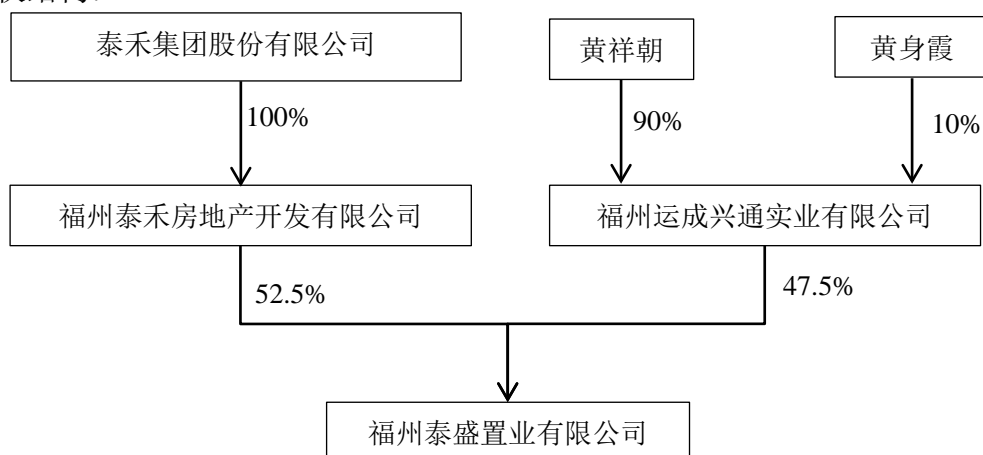 泰禾集团股份有限公司
黄祥朝
黄身霞
100%
90%
10%
福州泰禾房地产开发有限公司
福州运成兴通实业有限公司
52.5%
47.5%
福州泰盛置业有限公司